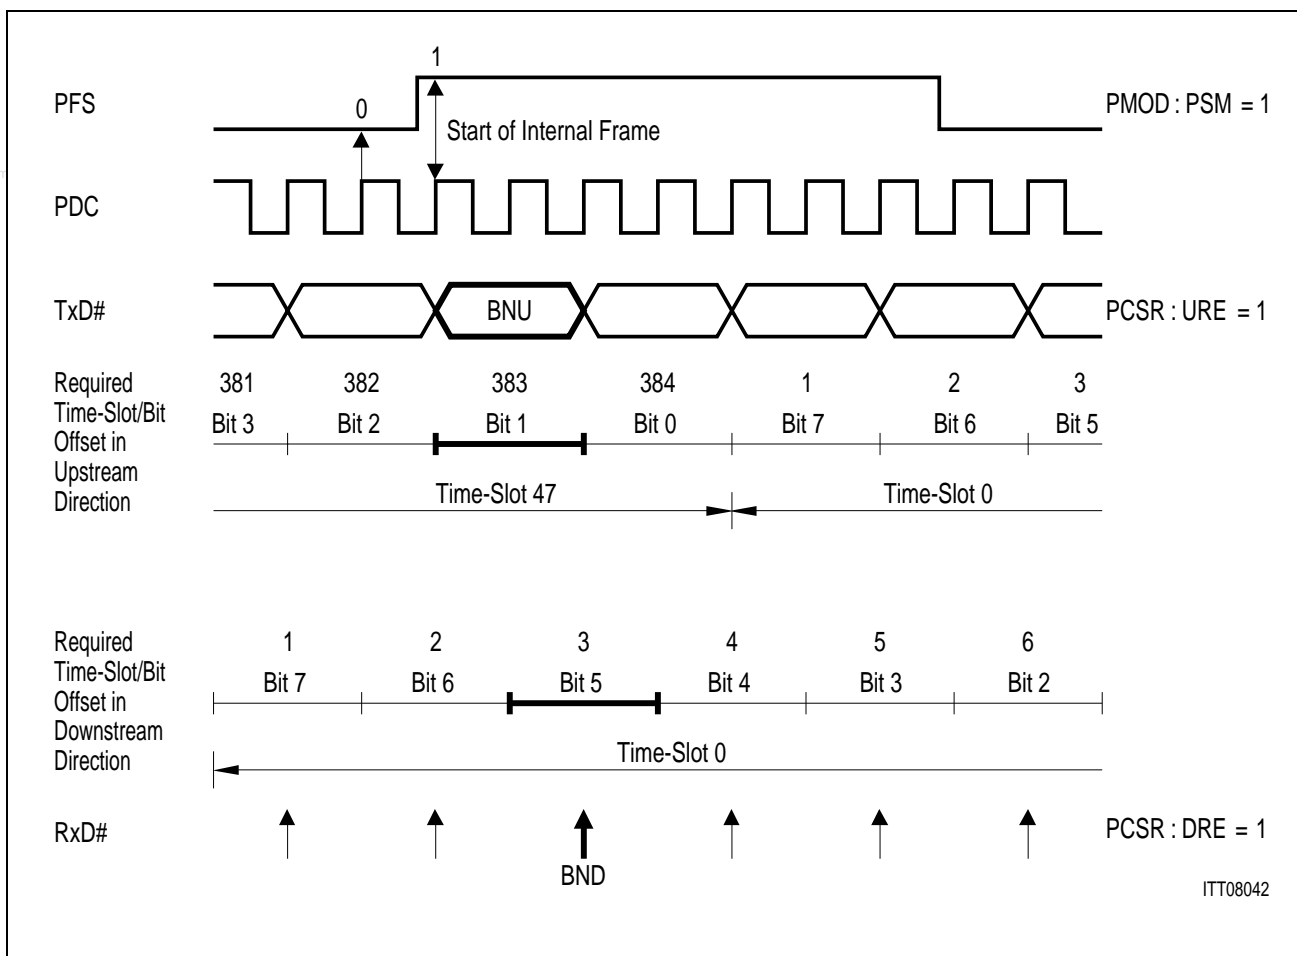 1
PFS
0
PMOD : PSM = 1
Start of Internal Frame
PDC
TxD#
BNU
PCSR : URE = 1
Required
Time-Slot/Bit
Offset in
Upstream
Direction
381 382 383 384 1 2 3
Bit 3 Bit 2 Bit 1 Bit 0 Bit 7 Bit 6 Bit 5
Time-Slot 47 Time-Slot 0
Required
Time-Slot/Bit
Offset in
Downstream
Direction
1 2 3 4 5 6
Bit 7 Bit 6 Bit 5 Bit 4 Bit 3 Bit 2
Time-Slot 0
RxD#
PCSR : DRE = 1
BND
ITT08042